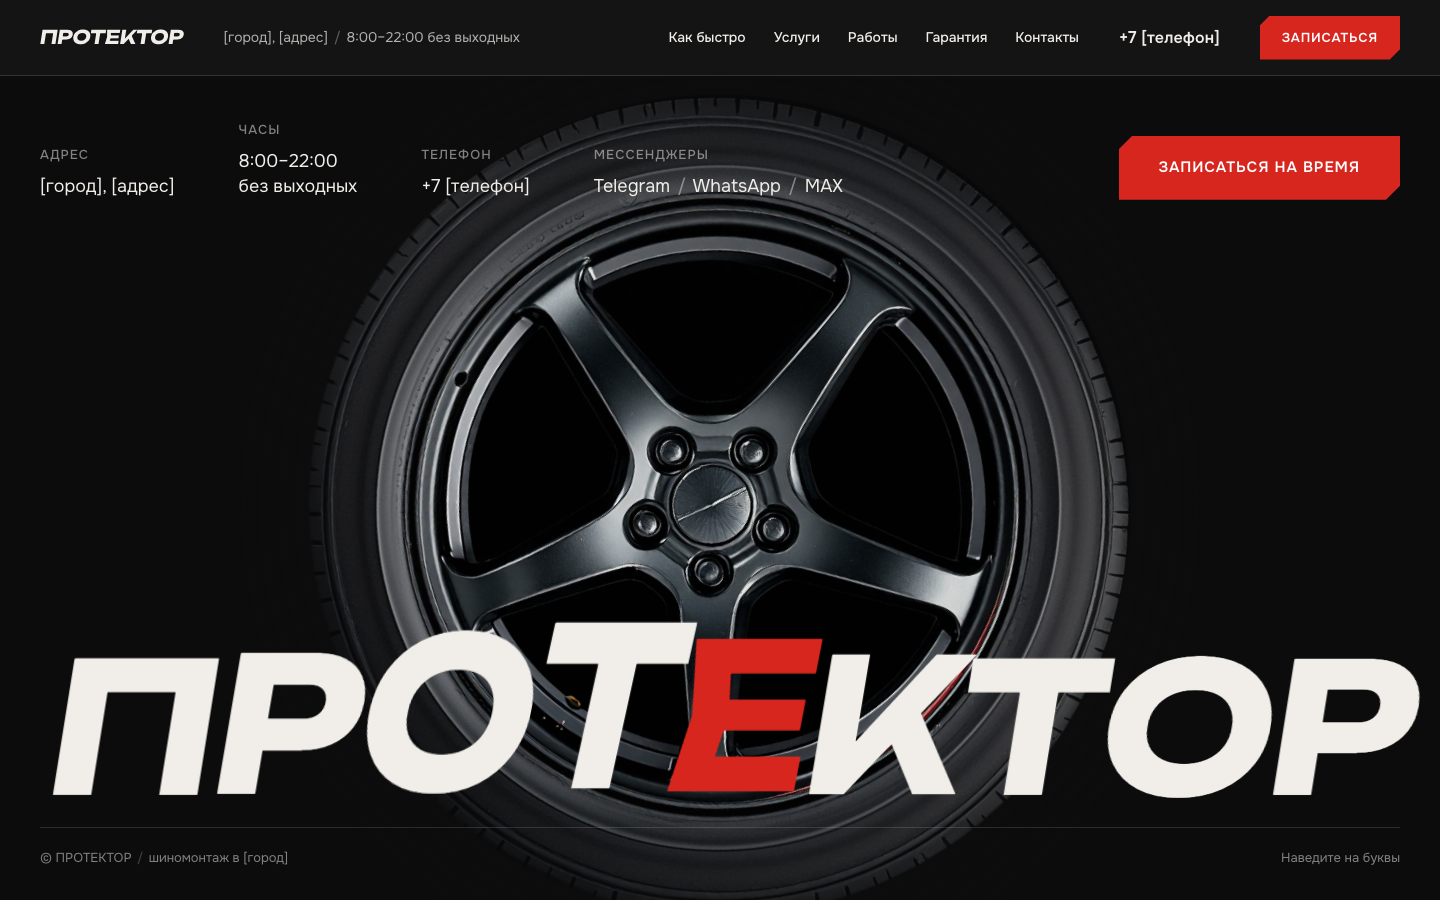 ПРОТЕКТОР
[город], [адрес] / 8:00–22:00 без выходных
Как быстро
Услуги
Работы
Гарантия
Контакты
+7 [телефон]
ЗАПИСАТЬСЯ
АДРЕС
[город], [адрес]
ЧАСЫ
8:00–22:00
без выходных
ТЕЛЕФОН
+7 [телефон]
МЕССЕНДЖЕРЫ
Telegram / WhatsApp / MAX
ЗАПИСАТЬСЯ НА ВРЕМЯ
ПРОТЕКТОР
© ПРОТЕКТОР / шиномонтаж в [город]
Наведите на буквы